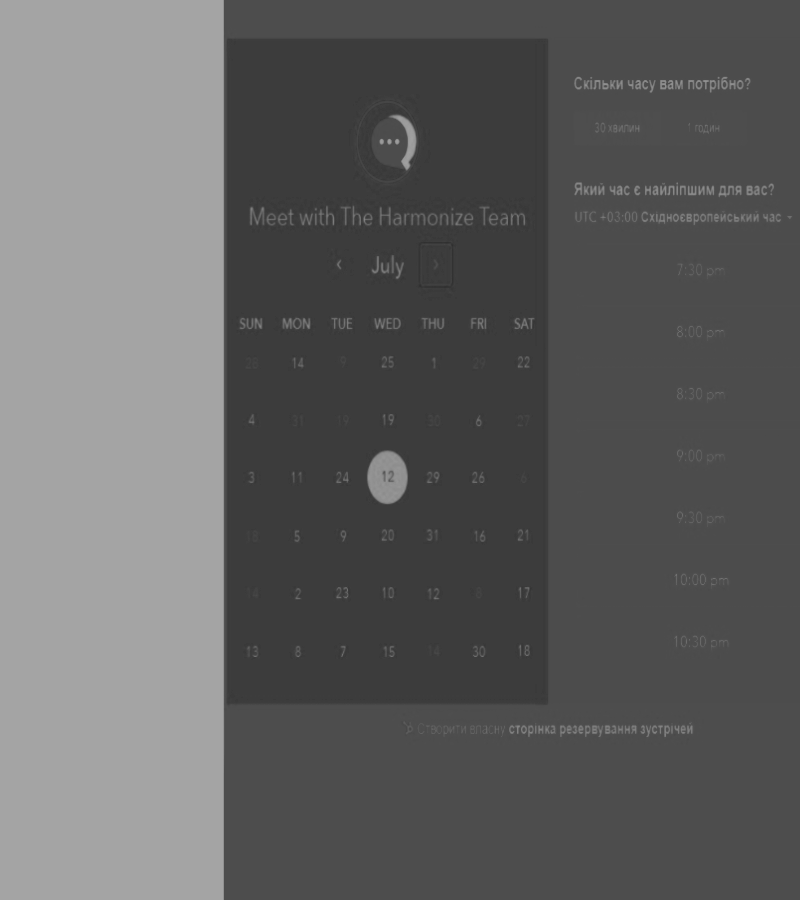 Meet with The Harmonize Team
July
SUN MON TUE WED THU FRI SAT
28 14 7 25 1 29 22
4 31 19 19 30 6 27
3 11 24 12 29 26
5 9 20 31 16 21
14 2 23 10 12 8 17
13 8 7 15 14 30 18
Скільки часу вам потрібно?
30 хвилин 1 годин
Який час є найліпшим для вас?
UTC +03:00 Східноєвропейський час
7:30 pm
8:00 pm
8:30 pm
9:00 pm
9:30 pm
10:00 pm
10:30 pm
Створити власну сторінка резервування зустрічей